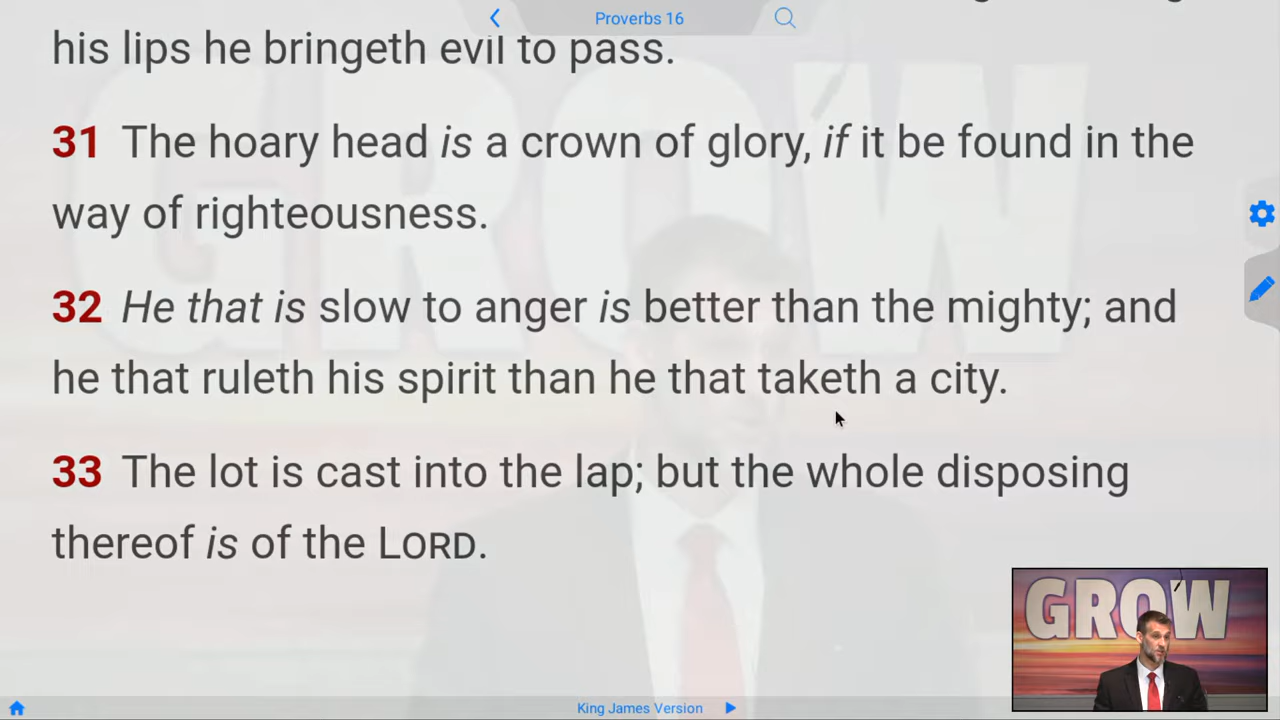 Proverbs 16
his lips he bringeth evil to pass.
31 The hoary head is a crown of glory, if it be found in the
way of righteousness.
32 He that is slow to anger is better than the mighty; and
he that ruleth his spirit than he that taketh a city.
33 The lot is cast into the lap; but the whole disposing
thereof is of the LORD.
GROW
GROW
King James Version